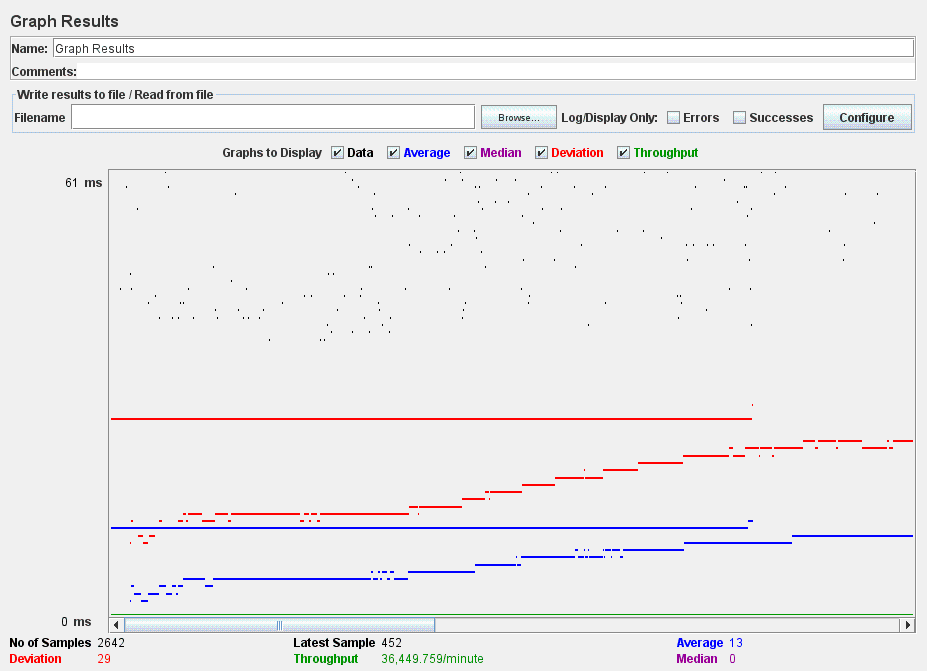 Graph Results
Name: Graph Results
Comments:
Write results to file / Read from file
Filename Browse... Log/Display Only: Errors Successes Configure
Graphs to Display Data Average Median Deviation Throughput
61 ms
0 ms
No of Samples 2642 Latest Sample 452 Average 13
Deviation 29 Throughput 36,449.759/minute Median 0